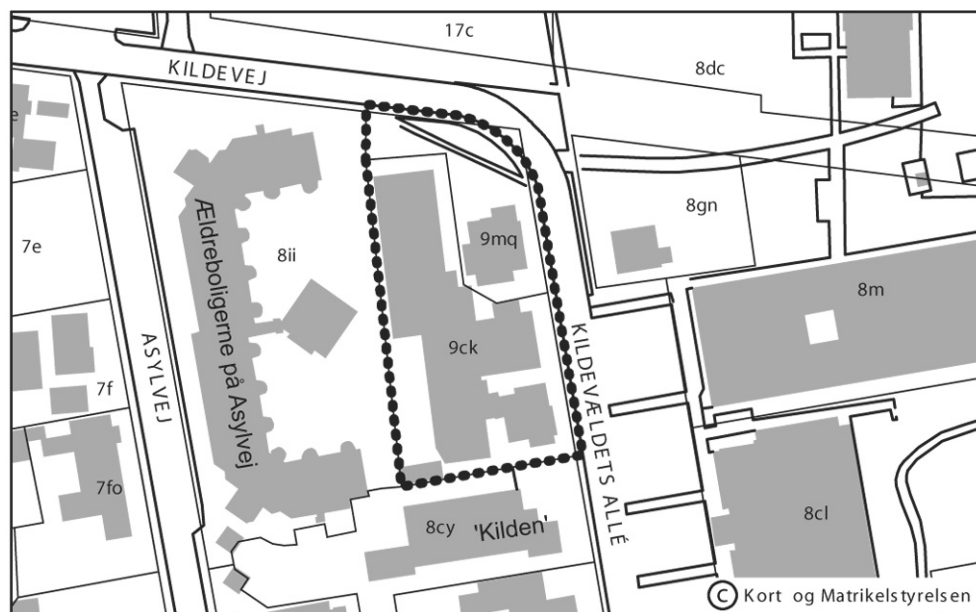 17c
KILDEVEJ
8dc
e
7e
8ii
9mq
8gn
8m
Ældreboligerne på Asylvej
ASYLVEJ
9ck
KILDEVÆLDETS ALLÉ
7f
7fo
8cy
'Kilden'
8cl
© Kort og Matrikelstyrelsen